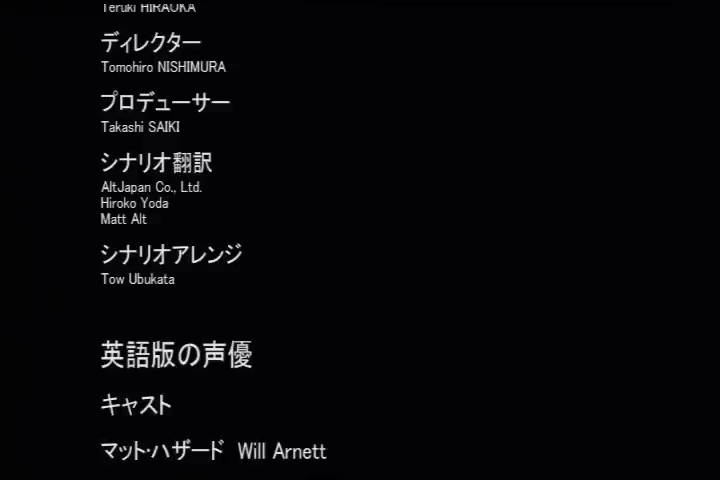 Teruki HIRAOKA
ディレクター
Tomohiro NISHIMURA
プロデューサー
Takashi SAIKI
シナリオ翻訳
AltJapan Co., Ltd.
Hiroko Yoda
Matt Alt
シナリオアレンジ
Tow Ubukata
英語版の声優
キャスト
マット･ハザード Will Arnett